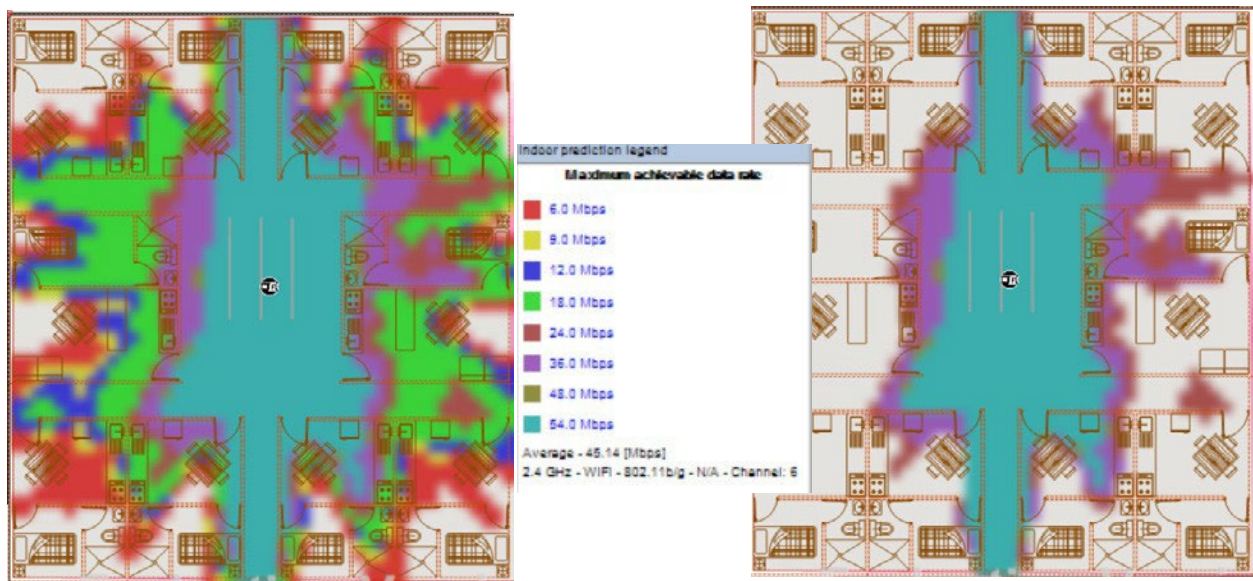 Indoor prediction legend
Maximum achievable data rate
6.0 Mbps
9.0 Mbps
12.0 Mbps
18.0 Mbps
24.0 Mbps
36.0 Mbps
48.0 Mbps
54.0 Mbps
Average - 45.14 [Mbps]
2.4 GHz - WIFI - 802.11b/g - N/A - Channel: 6